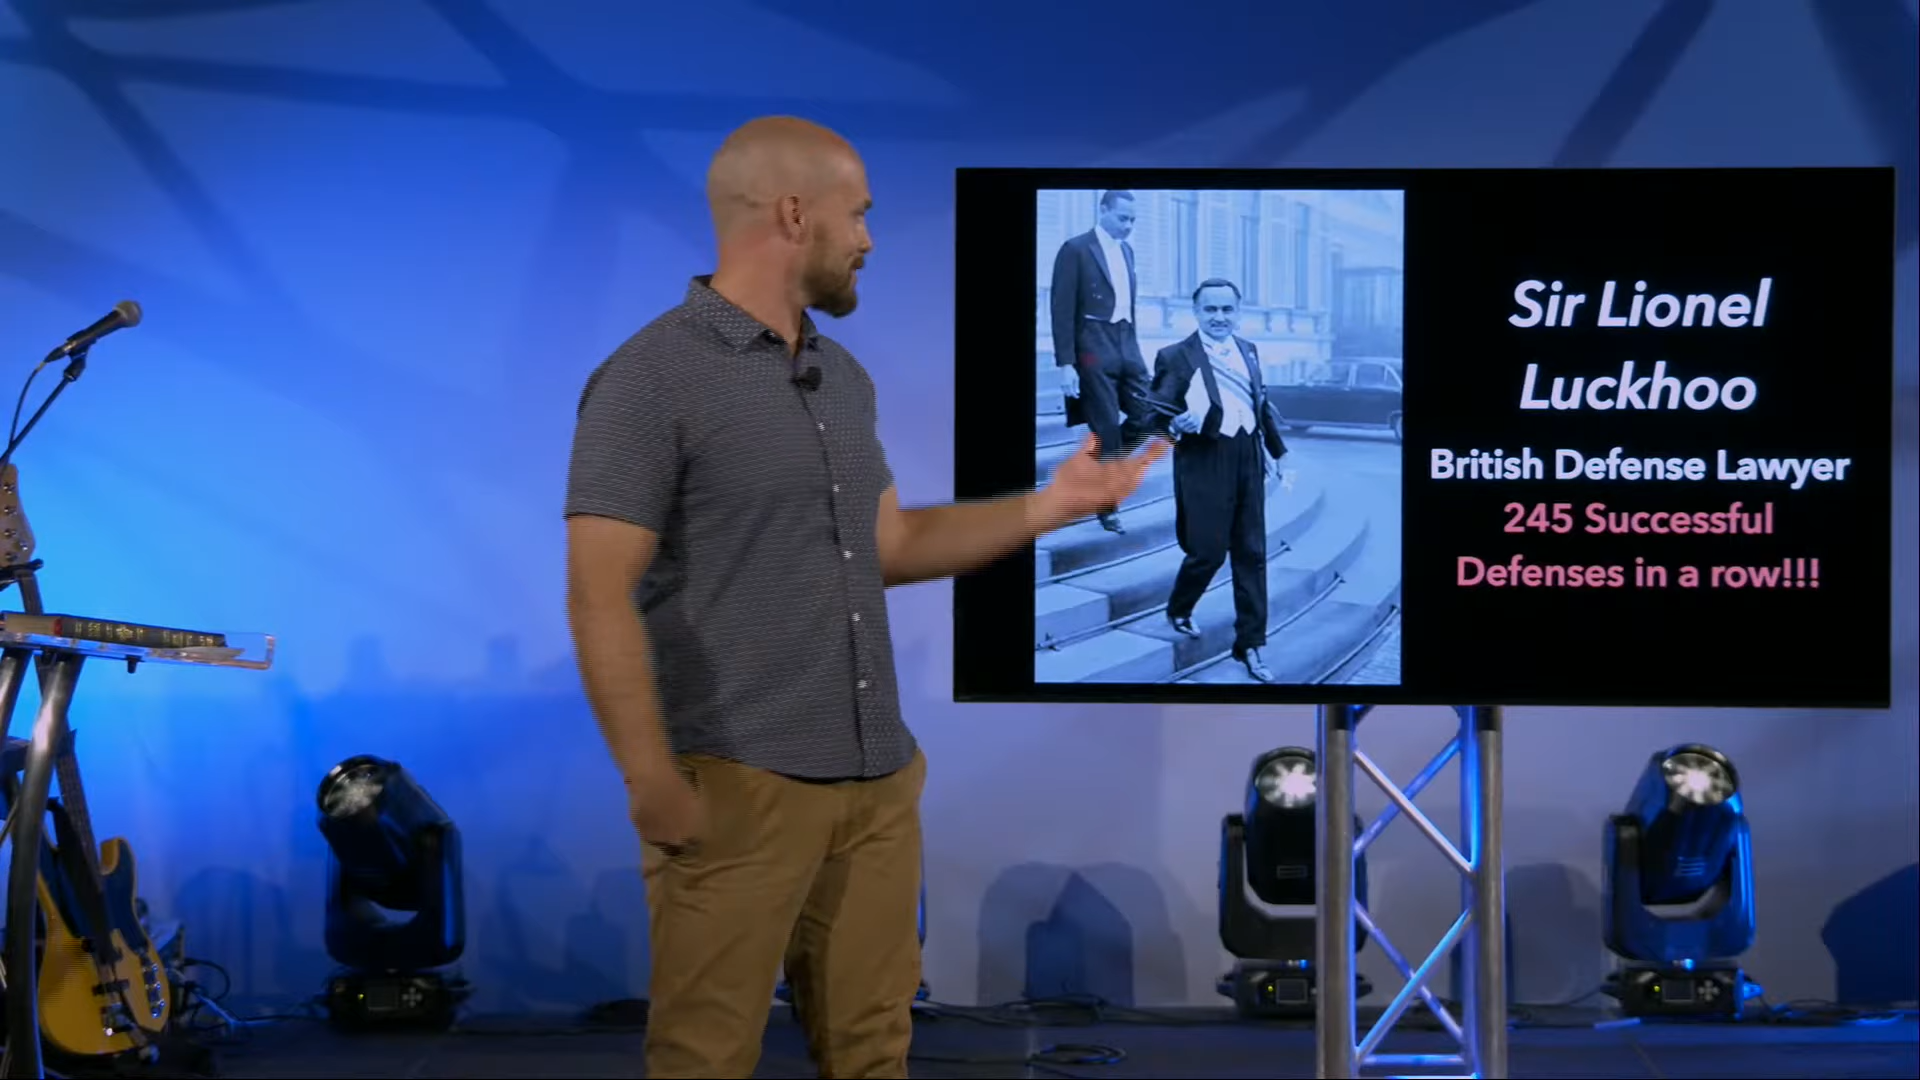 Sir Lionel
Luckhoo
British Defense Lawyer
245 Successful
Defenses in a row!!!